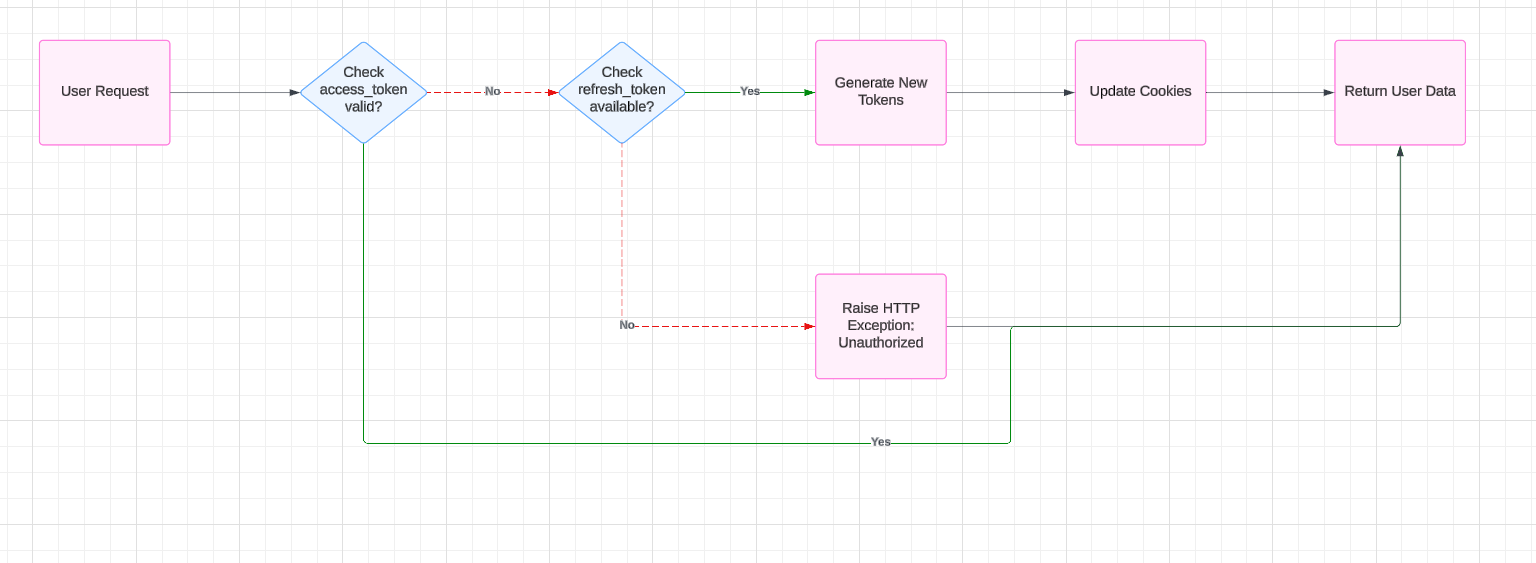 User Request
Check
access_token
valid?
No
Check
refresh_token
available?
Yes
Generate New
Tokens
Update Cookies
Return User Data
No
Raise HTTP
Exception:
Unauthorized
Yes